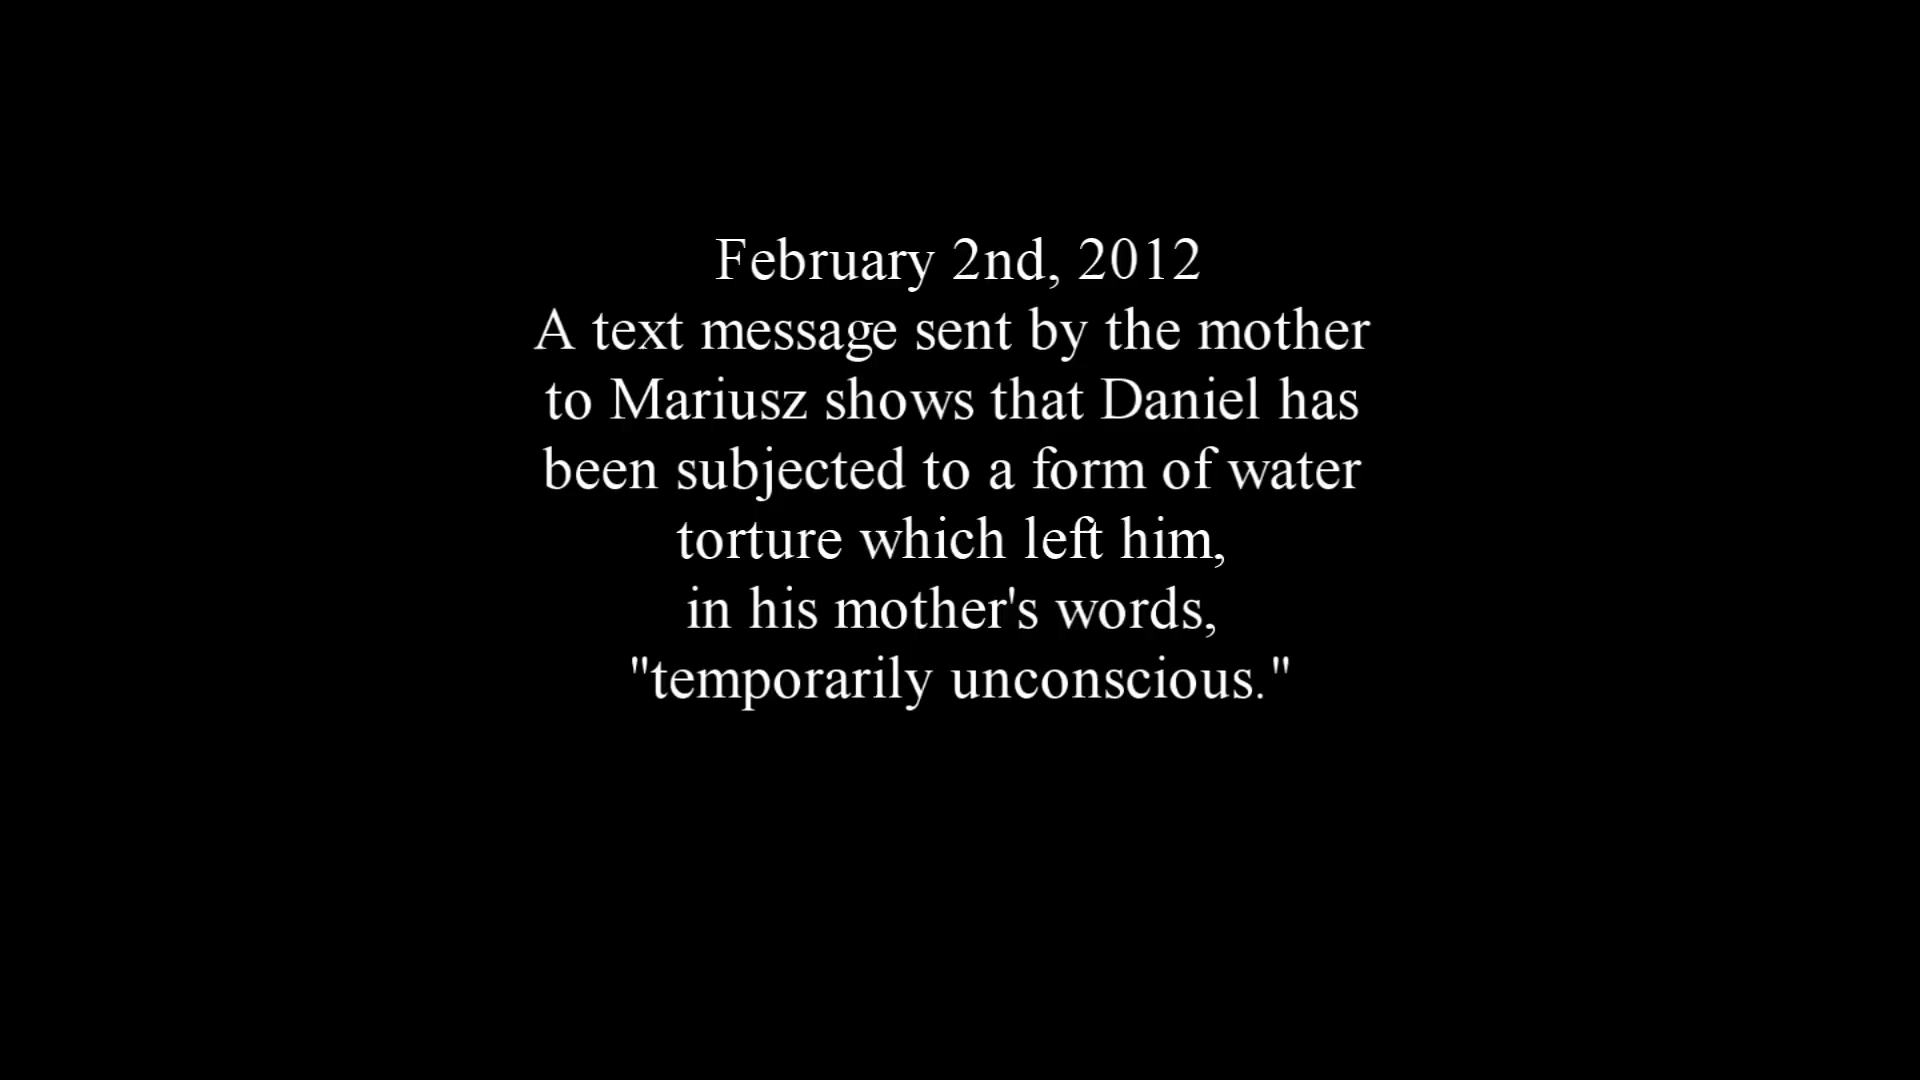 February 2nd, 2012
A text message sent by the mother
to Mariusz shows that Daniel has
been subjected to a form of water
torture which left him,
in his mother's words,
"temporarily unconscious."